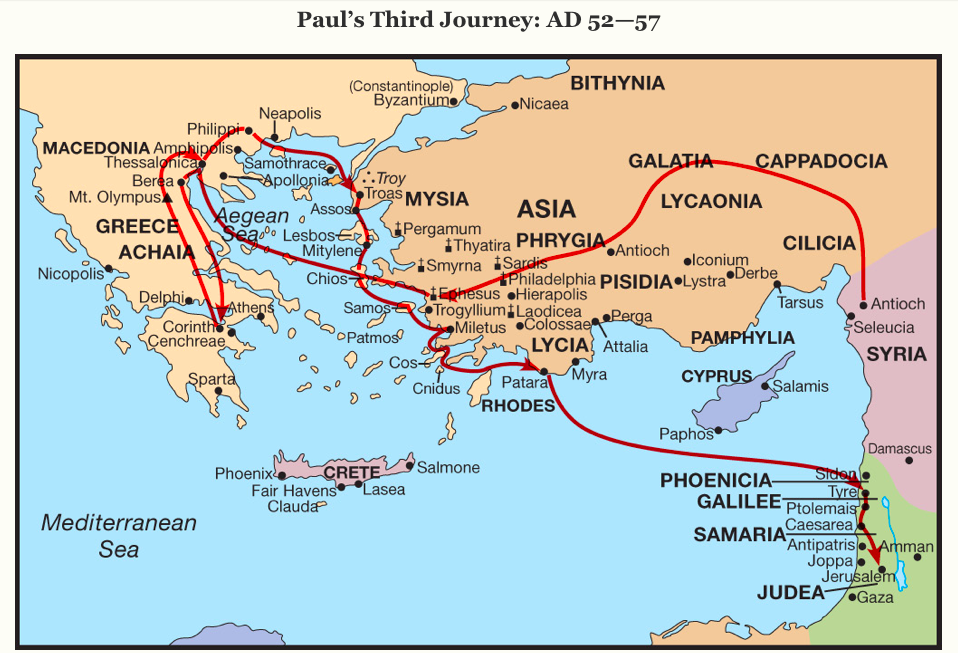 Paul's Third Journey: AD 52—57
BITHYNIA
(Constantinople)
Byzantium
Nicaea
Neapolis
Philippi
MACEDONIA
Amphipolis
Thessalonica
Samothrace
GALATIA
CAPPADOCIA
Berea
Apollonia
Troy
Troas
Mt. Olympus
MYSIA
LYCAONIA
Assos
ASIA
Aegean
Sea
GREECE
Pergamum
Lesbos
Thyatira
PHRYGIA
CILICIA
ACHAIA
Mitylene
Antioch
Smyrna
Sardis
Iconium
Nicopolis
Chios
Philadelphia
PISIDIA
Lystra
Derbe
Delphi
Ephesus
Hierapolis
Tarsus
Antioch
Athens
Samos
Trogyllium
Laodicea
Perga
Corinth
Miletus
Colossae
Seleucia
Cenchreae
Patmos
LYCIA
Attalia
PAMPHYLIA
SYRIA
Cos
Sparta
Cnidus
Patara
Myra
CYPRUS
Salamis
RHODES
Paphos
Damascus
Phoenix
CRETE
Salmone
PHOENICIA
Sidon
Fair Havens
Lasea
Tyre
Clauda
GALILEE
Ptolemais
Mediterranean
Sea
SAMARIA
Caesarea
Antipatris
Amman
Joppa
Jerusalem
JUDEA
Gaza